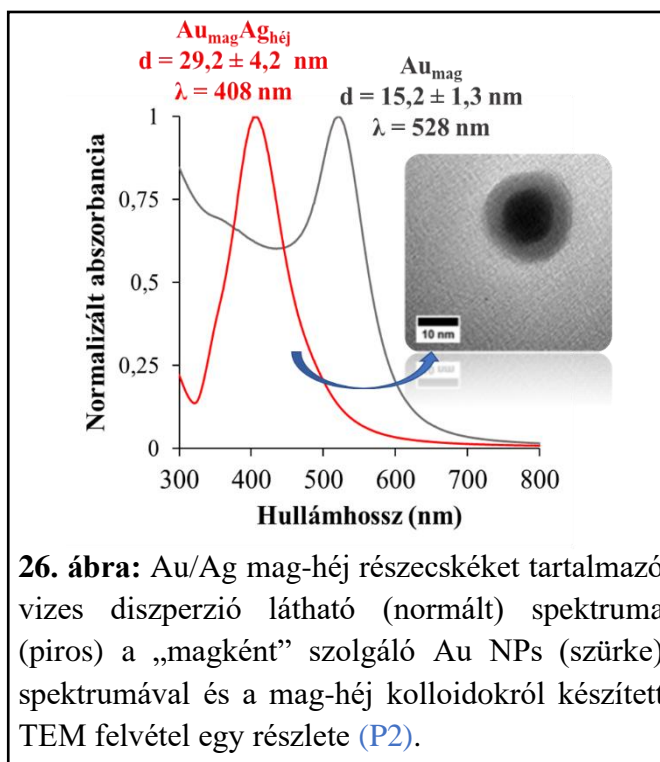 Au_mag Ag_héj
d = 29,2 ± 4,2 nm
λ = 408 nm
Au_mag
d = 15,2 ± 1,3 nm
λ = 528 nm
Normalizált abszorbancia
1
0,75
0,5
0,25
0
10 nm
300 400 500 600 700 800
Hullámhossz (nm)
26. ábra: Au/Ag mag-héj részecskéket tartalmazó
vizes diszperzió látható (normált) spektruma
(piros) a „magként” szolgáló Au NPs (szürke)
spektrumával és a mag-héj kolloidokról készített
TEM felvétel egy részlete (P2).